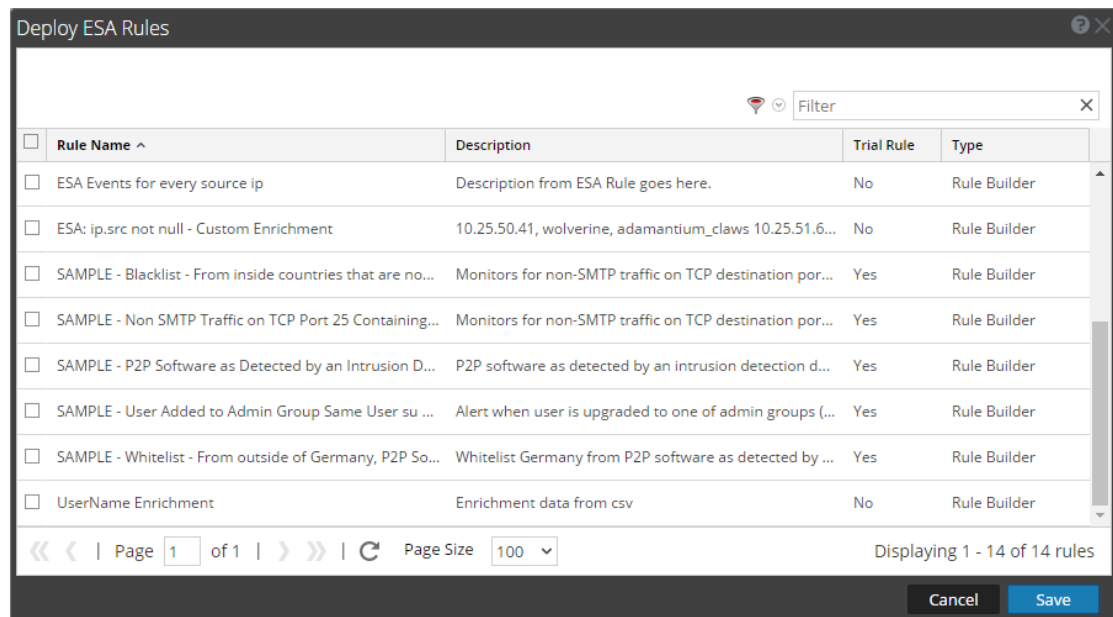 Deploy ESA Rules
Filter
Rule Name Description Trial Rule Type
ESA Events for every source ip Description from ESA Rule goes here. No Rule Builder
ESA: ip.src not null - Custom Enrichment 10.25.50.41, wolverine, adamantium_claws 10.25.51.6... No Rule Builder
SAMPLE - Blacklist - From inside countries that are no... Monitors for non-SMTP traffic on TCP destination por... Yes Rule Builder
SAMPLE - Non SMTP Traffic on TCP Port 25 Containing... Monitors for non-SMTP traffic on TCP destination por... Yes Rule Builder
SAMPLE - P2P Software as Detected by an Intrusion D... P2P software as detected by an intrusion detection d... Yes Rule Builder
SAMPLE - User Added to Admin Group Same User su ... Alert when user is upgraded to one of admin groups (... Yes Rule Builder
SAMPLE - Whitelist - From outside of Germany, P2P So... Whitelist Germany from P2P software as detected by ... Yes Rule Builder
UserName Enrichment Enrichment data from csv No Rule Builder
Page 1 of 1 Page Size 100 Displaying 1 - 14 of 14 rules
Cancel Save